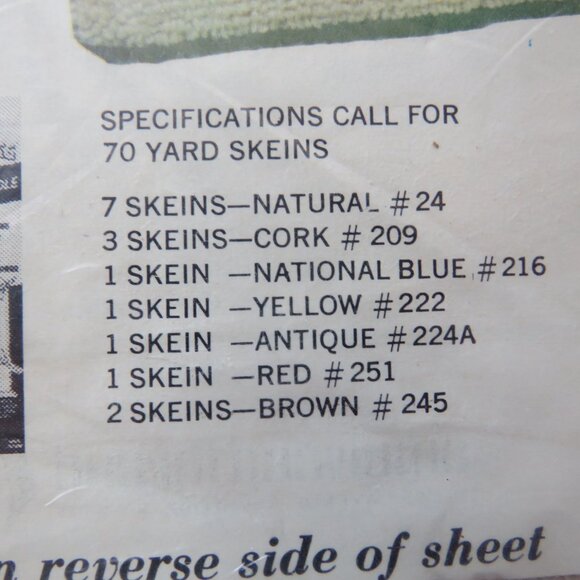 SPECIFICATIONS CALL FOR
70 YARD SKEINS
7 SKEINS—NATURAL #24
3 SKEINS—CORK # 209
1 SKEIN —NATIONAL BLUE #216
1 SKEIN —YELLOW #222
1 SKEIN —ANTIQUE #224A
1 SKEIN —RED #251
2 SKEINS—BROWN # 245
reverse side of sheet